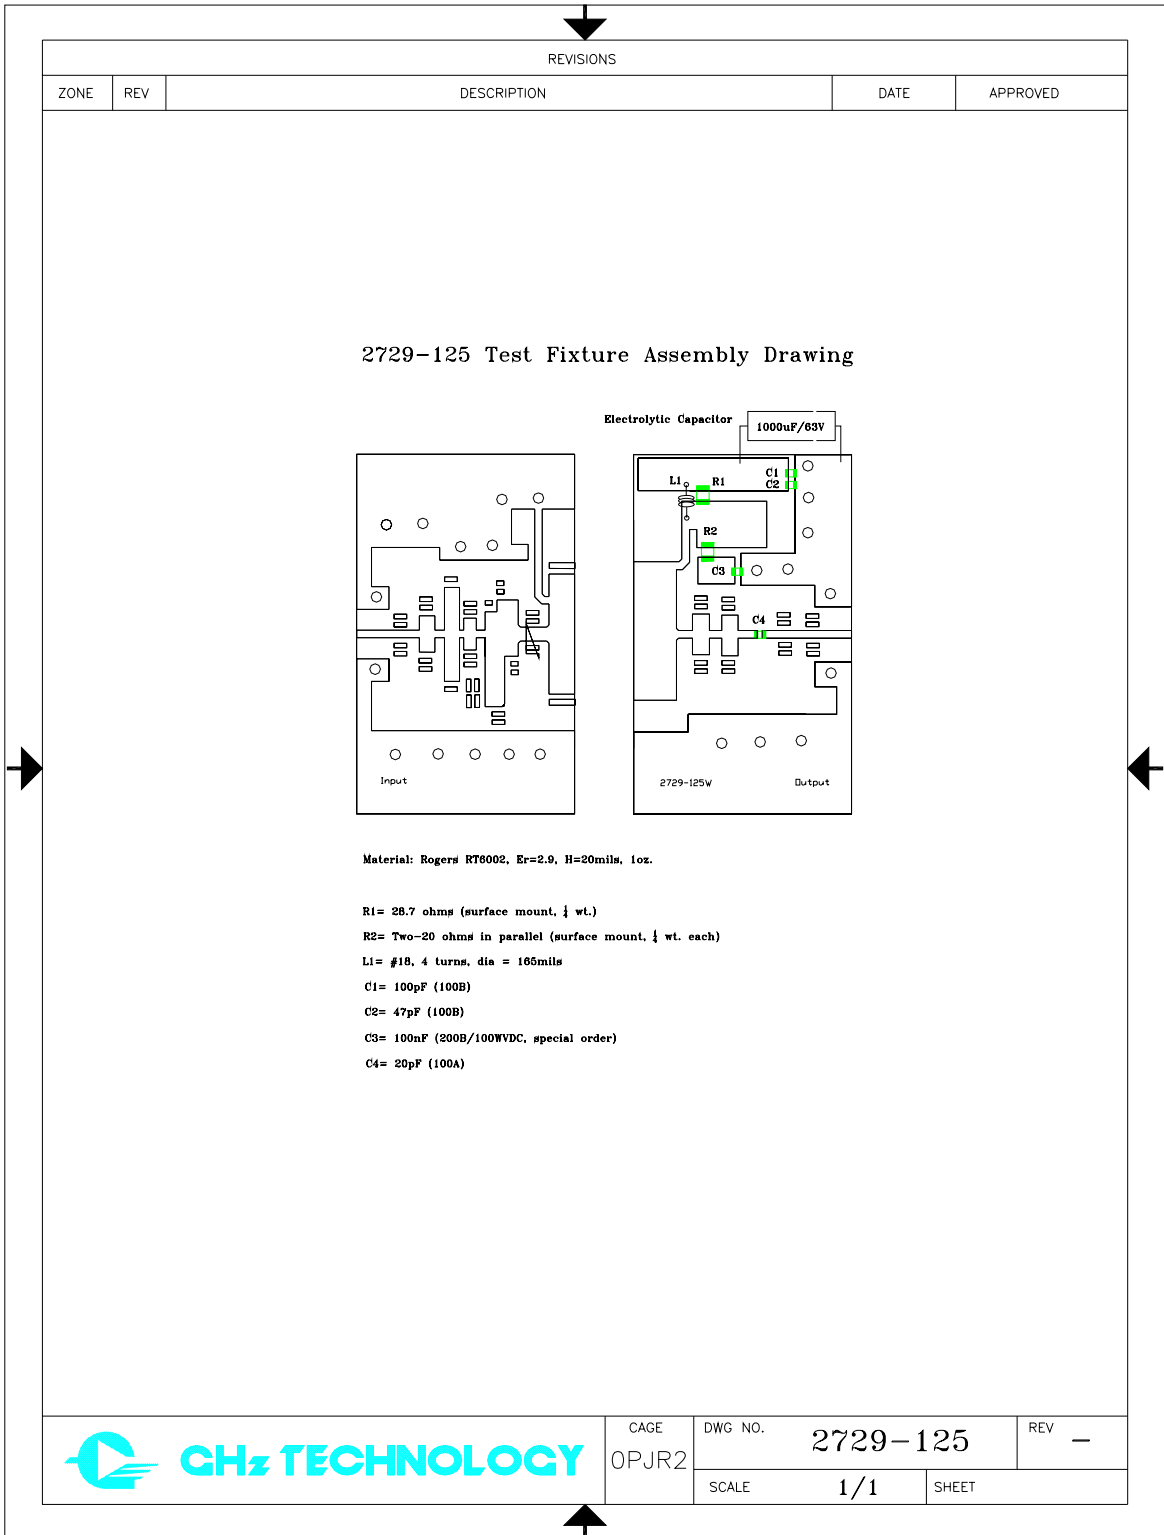 REVISIONS
ZONE REV DESCRIPTION DATE APPROVED
2729-125 Test Fixture Assembly Drawing
Electrolytic Capacitor 1000uF/63V
L1 R1 C1
C2
R2
C3
C4
Input
2729-125W Output
Material: Rogers RT6002, Er=2.9, H=20mils, 1oz.
R1= 28.7 ohms (surface mount, ¼ wt.)
R2= Two-20 ohms in parallel (surface mount, ¼ wt. each)
L1= #18, 4 turns, dia = 165mils
C1= 100pF (100B)
C2= 47pF (100B)
C3= 100nF (200B/100WVDC, special order)
C4= 20pF (100A)
GHz TECHNOLOGY
CAGE DWG NO. REV
0PJR2 2729-125 -
SCALE 1/1 SHEET